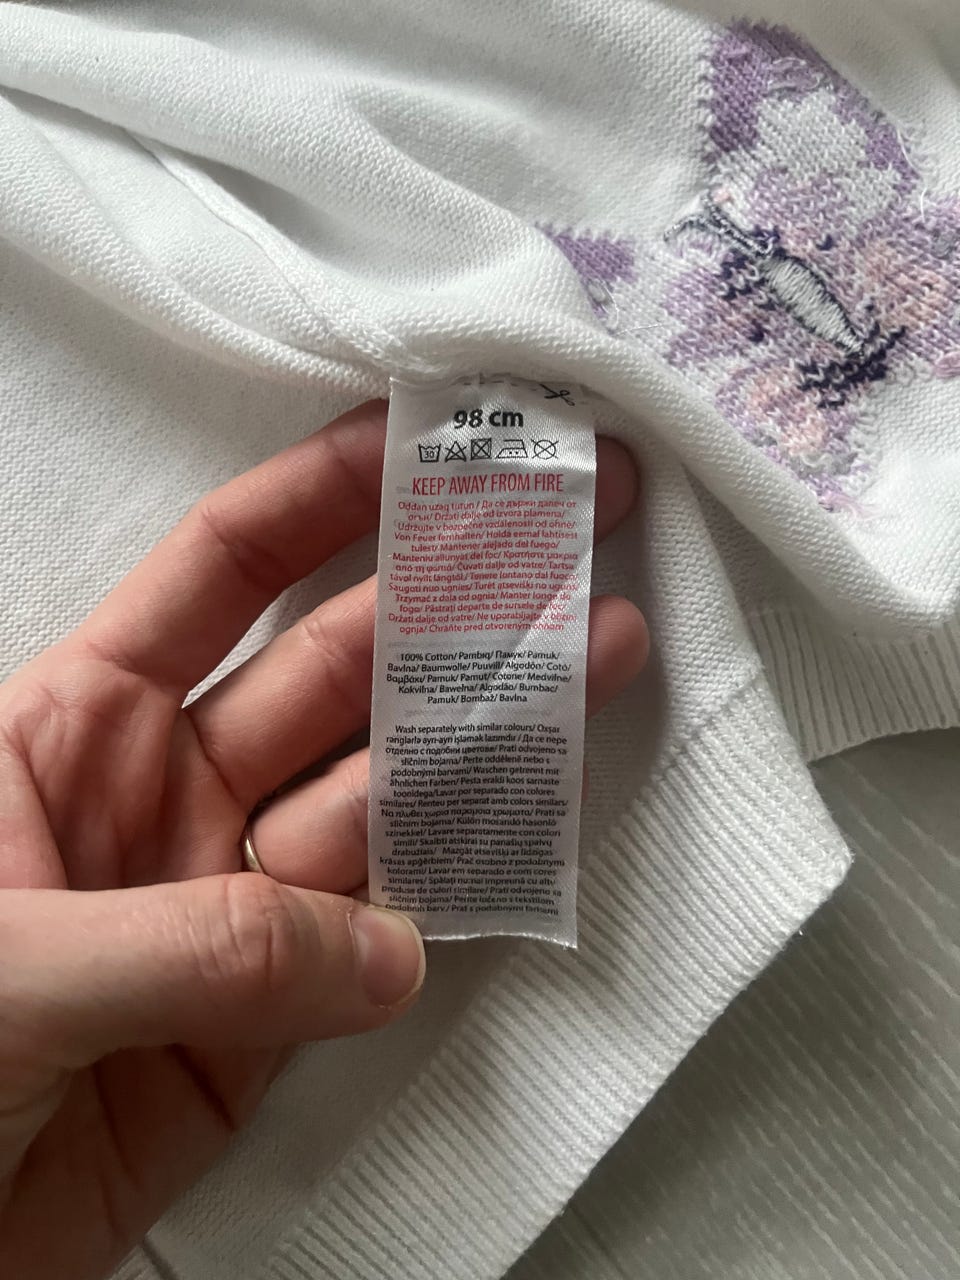 98 cm
30
KEEP AWAY FROM FIRE
Oddan uzaq tutun / Да се държи далеч от
огън/ Držati dalje od izvora plamena/
Udržujte v bezpečné vzdálenosti od ohně/
Von Feuer fernhalten/ Hoida eemal lahtisest
tulest/ Mantener alejado del fuego/
Manteniu allunyat del foc/ Κρατήστε μακριά
από τη φωτιά/ Čuvati dalje od vatre/ Tartsa
távol nyílt lángtól/ Tenere lontano dal fuoco/
Saugoti nuo ugnies/ Turēt atsevišķi no uguns/
Trzymać z dala od ognia/ Manter longe do
fogo/ Păstrați departe de sursele de foc/
Držati dalje od vatre/ Ne uporabljajte v bližini
ognja/ Chráňte pred otvoreným ohňom
100% Cotton/ Pambıq/ Памук/ Pamuk/
Bavlna/ Baumwolle/ Puuvill/ Algodón/ Cotó/
Βαμβάκι/ Pamuk/ Pamut/ Cotone/ Medvilnė/
Kokvilna/ Bawełna/ Algodão/ Bumbac/
Pamuk/ Bombaž/ Bavlna
Wash separately with similar colours/ Oxşar
rənglərlə ayrı-ayrı işləmək lazımdır / Да се пере
отделно с подобни цветове/ Prati odvojeno sa
sličnim bojama/ Perte odděleně nebo s
podobnými barvami/ Waschen getrennt mit
ähnlichen Farben/ Pesta eraldi koos sarnaste
toonidega/Lavar por separado con colores
similares/ Renteu per separat amb colors similars/
Να πλυθεί χωριστά παρόμοια χρώματα/ Prati sa
sličnim bojama/ Külön mosandó hasonló
színekkel/ Lavare separatamente con colori
simili/ Skalbti atskirai su panašių spalvų
drabužiais/ Mazgāt atsevišķi ar līdzīgas
krāsas apģērbiem/ Prać osobno z podobnymi
kolorami/ Lavar em separado e com cores
similares/ Spălați numai împreună cu alte
produse de culori similare/ Prati odvojeno sa
sličnim bojama/ Perite ločeno s tekstilom
podobnih barv./ Prať s podobnými farbami